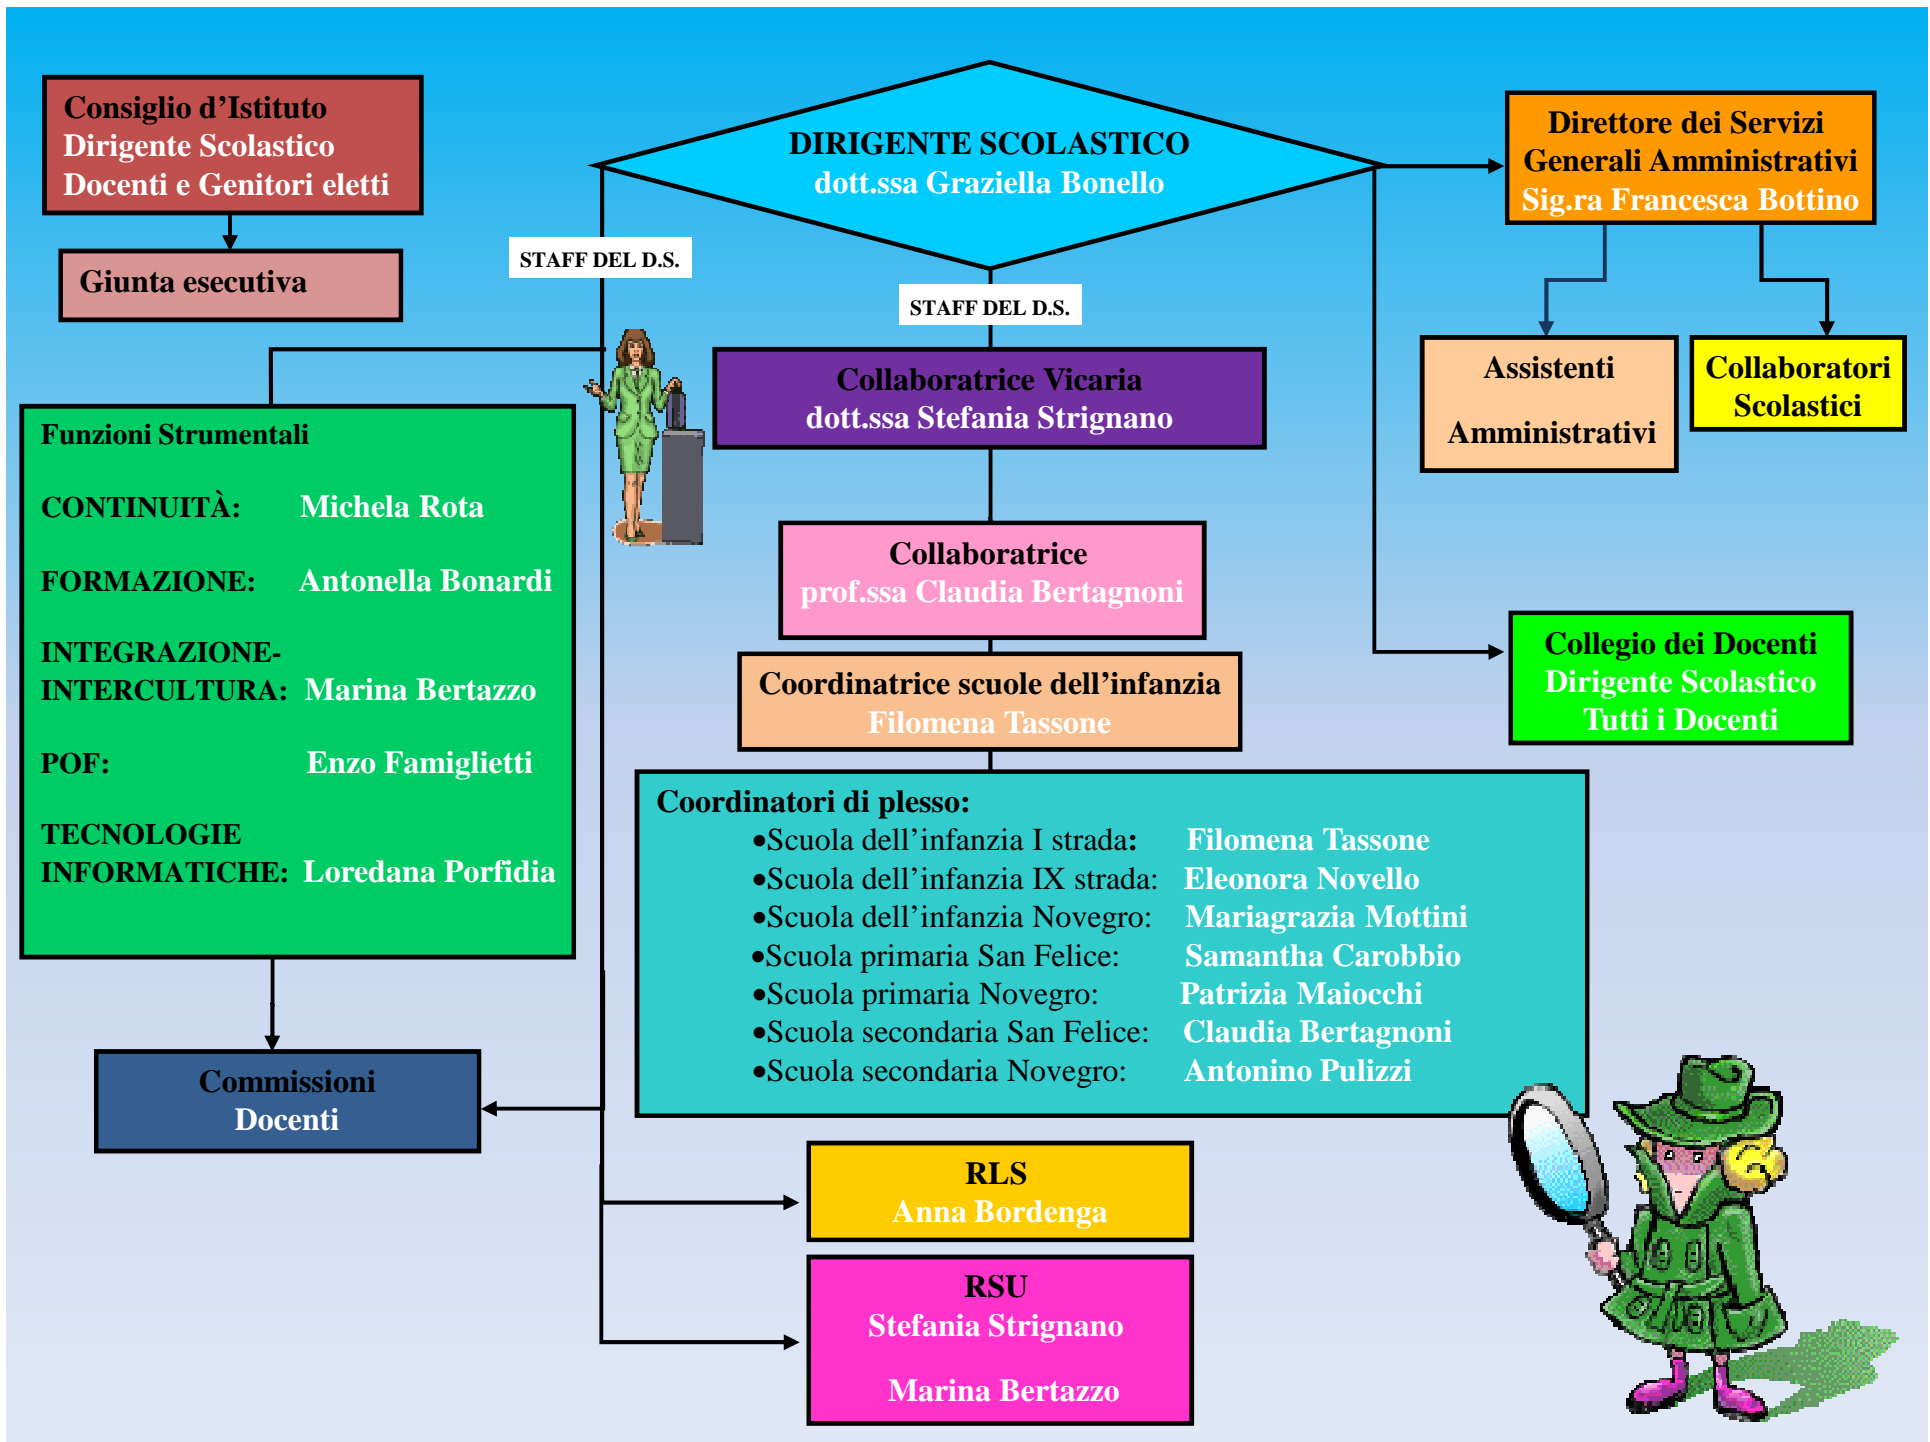 Consiglio d’Istituto
Dirigente Scolastico
Docenti e Genitori eletti
Giunta esecutiva
DIRIGENTE SCOLASTICO
dott.ssa Graziella Bonello
Direttore dei Servizi
Generali Amministrativi
Sig.ra Francesca Bottino
STAFF DEL D.S.
STAFF DEL D.S.
Assistenti
Amministrativi
Collaboratori
Scolastici
Collaboratrice Vicaria
dott.ssa Stefania Strignano
Funzioni Strumentali
CONTINUITÀ: Michela Rota
FORMAZIONE: Antonella Bonardi
INTEGRAZIONE-
INTERCULTURA: Marina Bertazzo
POF: Enzo Famiglietti
TECNOLOGIE
INFORMATICHE: Loredana Porfidia
Collaboratrice
prof.ssa Claudia Bertagnoni
Coordinatrice scuole dell’infanzia
Filomena Tassone
Collegio dei Docenti
Dirigente Scolastico
Tutti i Docenti
Coordinatori di plesso:
•Scuola dell’infanzia I strada: Filomena Tassone
•Scuola dell’infanzia IX strada: Eleonora Novello
•Scuola dell’infanzia Novegro: Mariagrazia Mottini
•Scuola primaria San Felice: Samantha Carobbio
•Scuola primaria Novegro: Patrizia Maiocchi
•Scuola secondaria San Felice: Claudia Bertagnoni
•Scuola secondaria Novegro: Antonino Pulizzi
Commissioni
Docenti
RLS
Anna Bordenga
RSU
Stefania Strignano
Marina Bertazzo